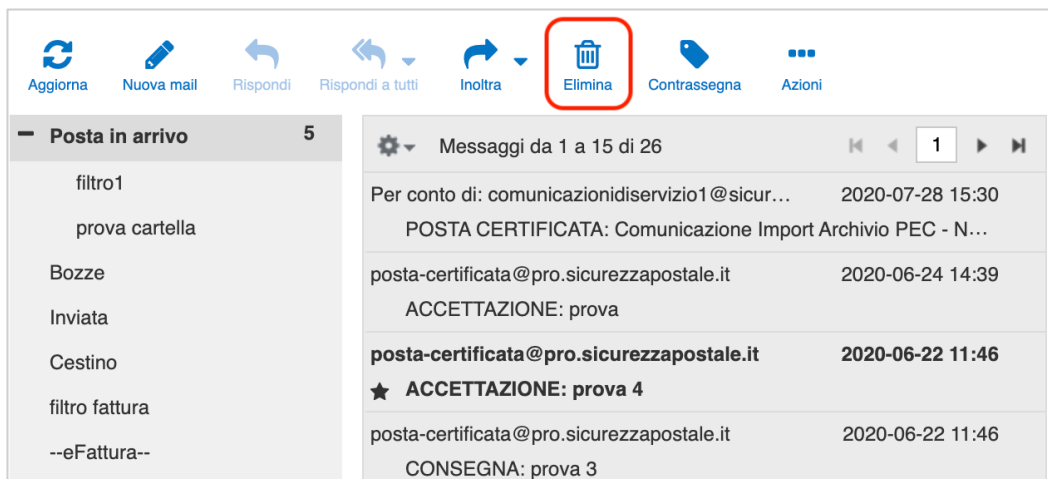 Aggiorna Nuova mail Rispondi Rispondi a tutti Inoltra Elimina Contrassegna Azioni
Posta in arrivo 5
filtro1
prova cartella
Bozze
Inviata
Cestino
filtro fattura
--eFattura--
Messaggi da 1 a 15 di 26 1
Per conto di: comunicazionidiservizio1@sicur... 2020-07-28 15:30
POSTA CERTIFICATA: Comunicazione Import Archivio PEC - N...
posta-certificata@pro.sicurezzapostale.it 2020-06-24 14:39
ACCETTAZIONE: prova
posta-certificata@pro.sicurezzapostale.it 2020-06-22 11:46
ACCETTAZIONE: prova 4
posta-certificata@pro.sicurezzapostale.it 2020-06-22 11:46
CONSEGNA: prova 3